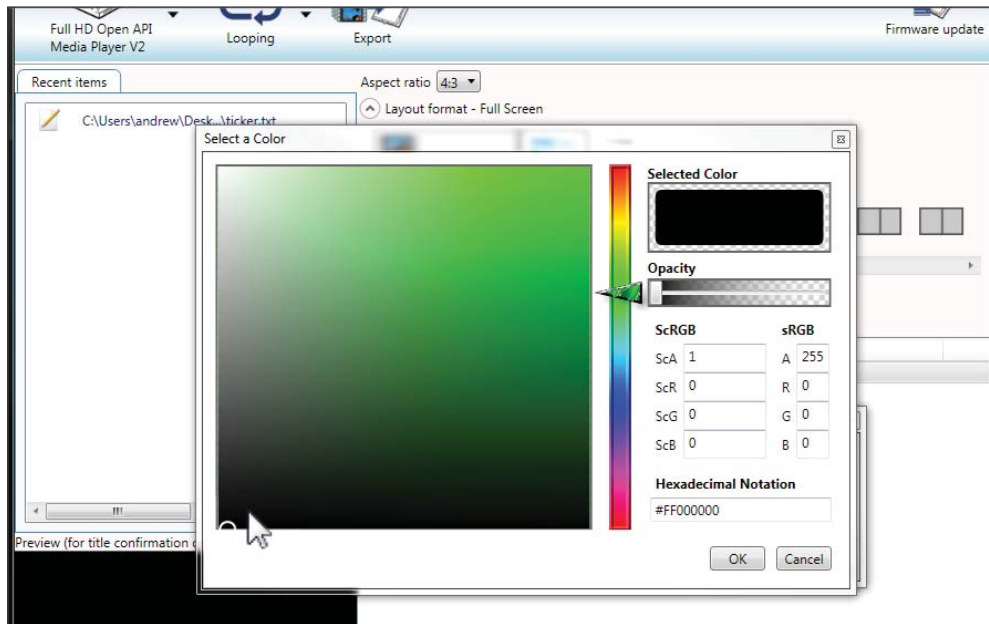 Full HD Open API
Media Player V2
Looping
Export
Firmware update
Recent items
Aspect ratio 4:3
Layout format - Full Screen
C:\Users\andrew\Desk...\ticker.txt
Select a Color
Selected Color
Opacity
ScRGB sRGB
ScA 1 A 255
ScR 0 R 0
ScG 0 G 0
ScB 0 B 0
Hexadecimal Notation
#FF000000
OK Cancel
Preview (for title confirmation